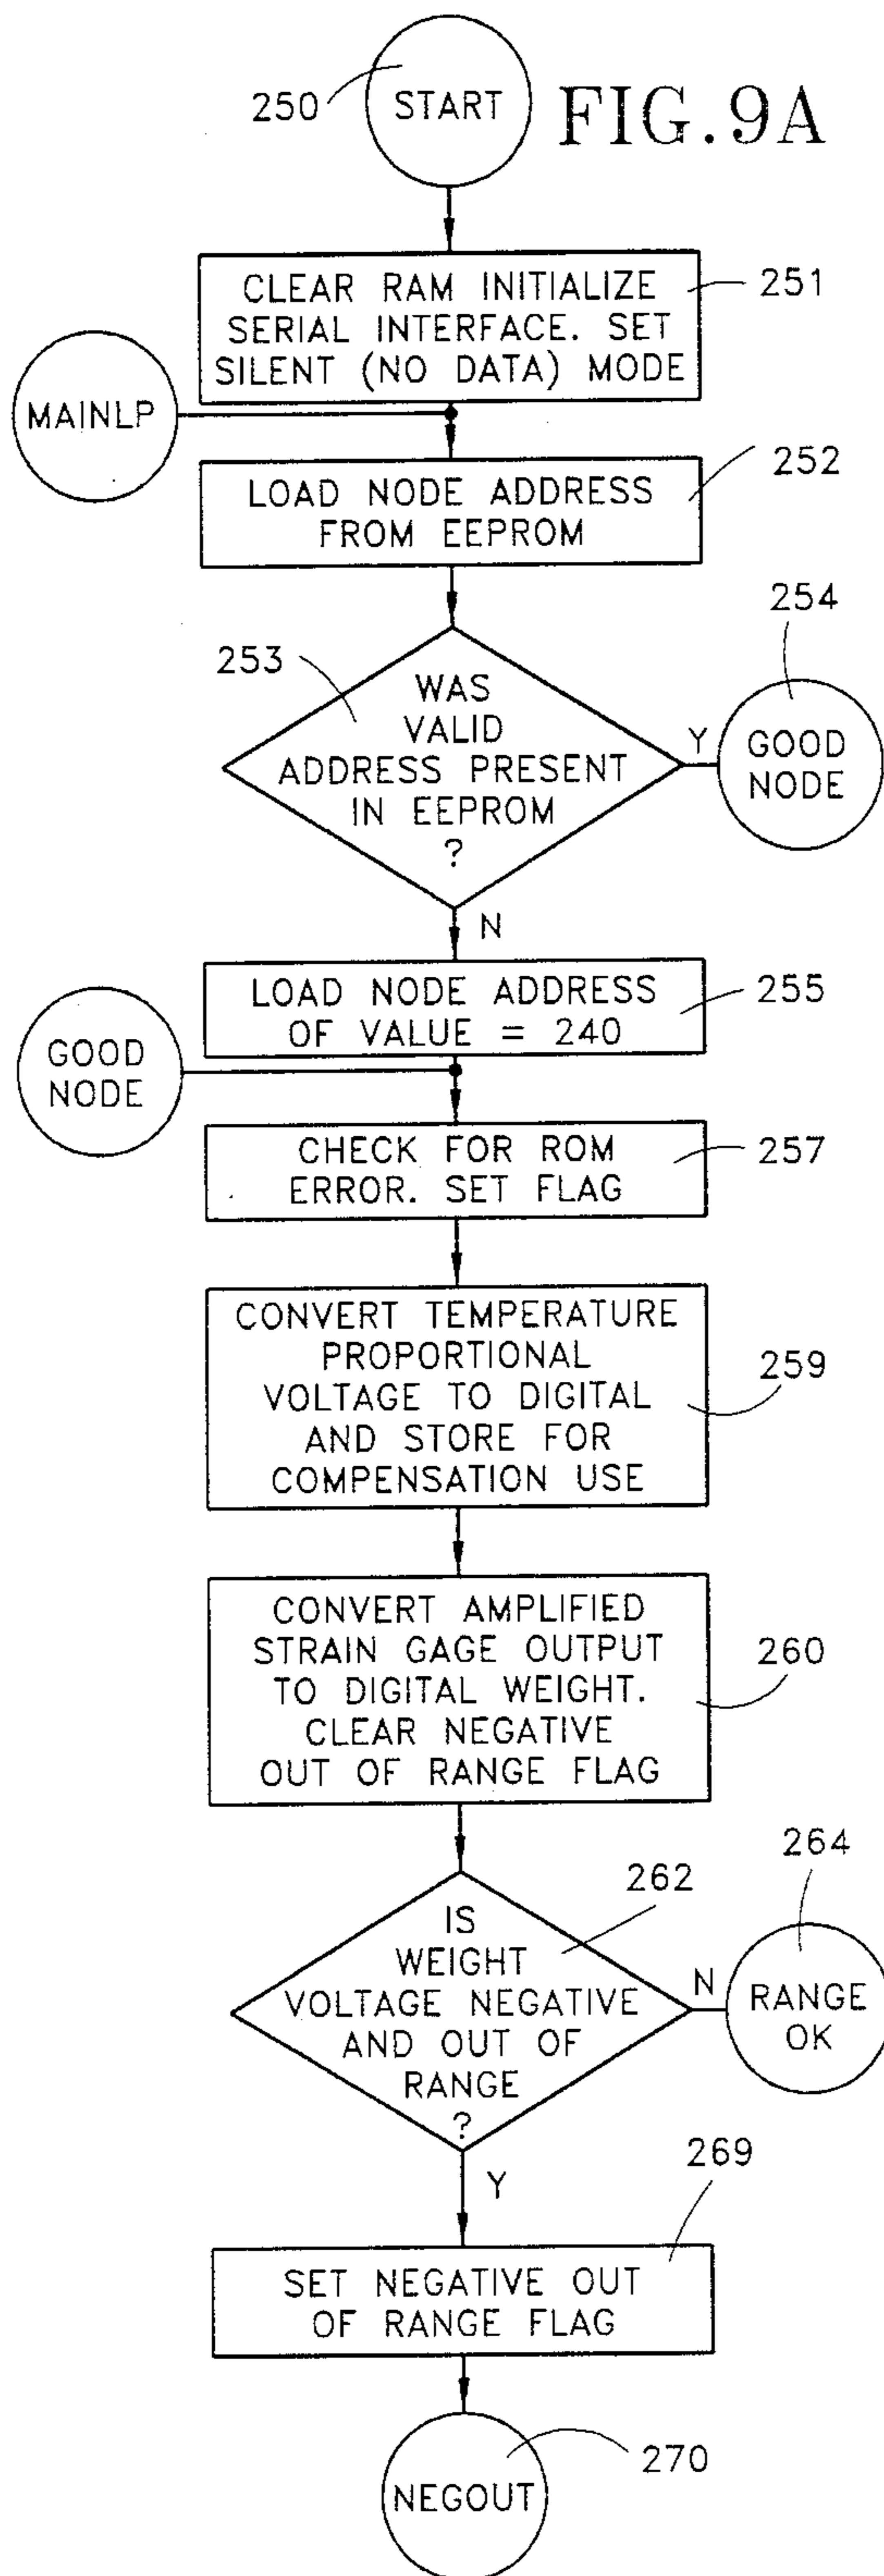 250
START
FIG.9A
CLEAR RAM INITIALIZE
SERIAL INTERFACE. SET
SILENT (NO DATA) MODE
251
MAINLP
LOAD NODE ADDRESS
FROM EEPROM
252
253
WAS
VALID
ADDRESS PRESENT
IN EEPROM
?
Y
254
GOOD
NODE
N
LOAD NODE ADDRESS
OF VALUE = 240
255
GOOD
NODE
CHECK FOR ROM
ERROR. SET FLAG
257
CONVERT TEMPERATURE
PROPORTIONAL
VOLTAGE TO DIGITAL
AND STORE FOR
COMPENSATION USE
259
CONVERT AMPLIFIED
STRAIN GAGE OUTPUT
TO DIGITAL WEIGHT.
CLEAR NEGATIVE
OUT OF RANGE FLAG
260
262
IS
WEIGHT
VOLTAGE NEGATIVE
AND OUT OF
RANGE
?
N
264
RANGE
OK
Y
269
SET NEGATIVE OUT
OF RANGE FLAG
NEGOUT
270